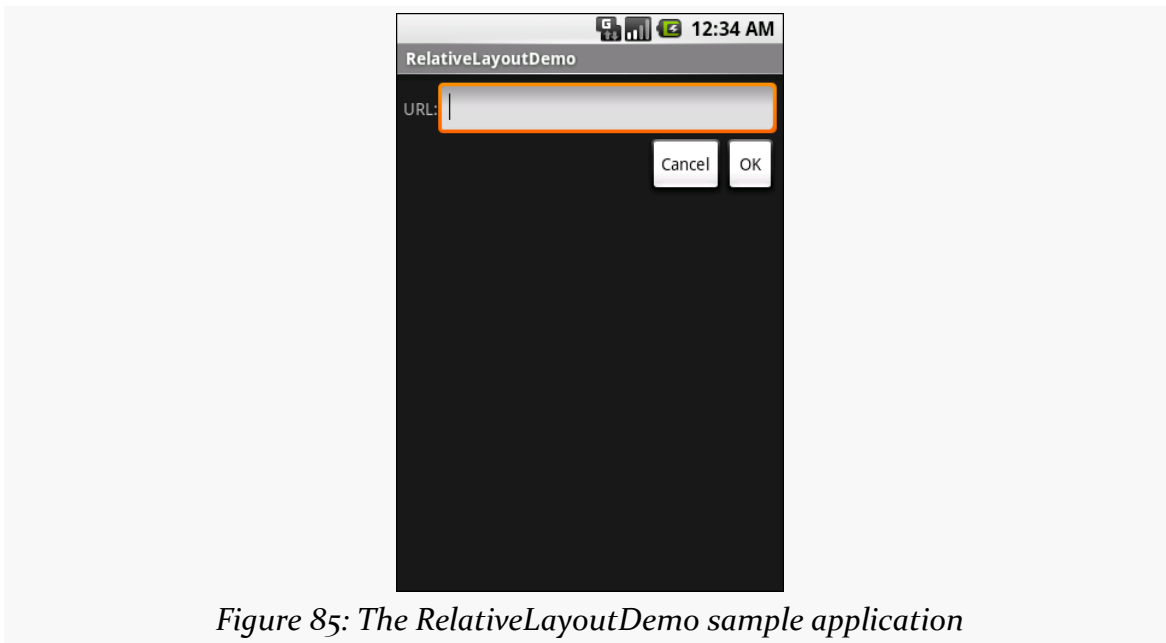 12:34 AM
RelativeLayoutDemo
URL:
Cancel OK
Figure 85: The RelativeLayoutDemo sample application